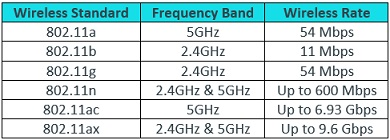 Wireless Standard Frequency Band Wireless Rate
802.11a 5GHz 54 Mbps
802.11b 2.4GHz 11 Mbps
802.11g 2.4GHz 54 Mbps
802.11n 2.4GHz & 5GHz Up to 600 Mbps
802.11ac 5GHz Up to 6.93 Gbps
802.11ax 2.4GHz & 5GHz Up to 9.6 Gbps